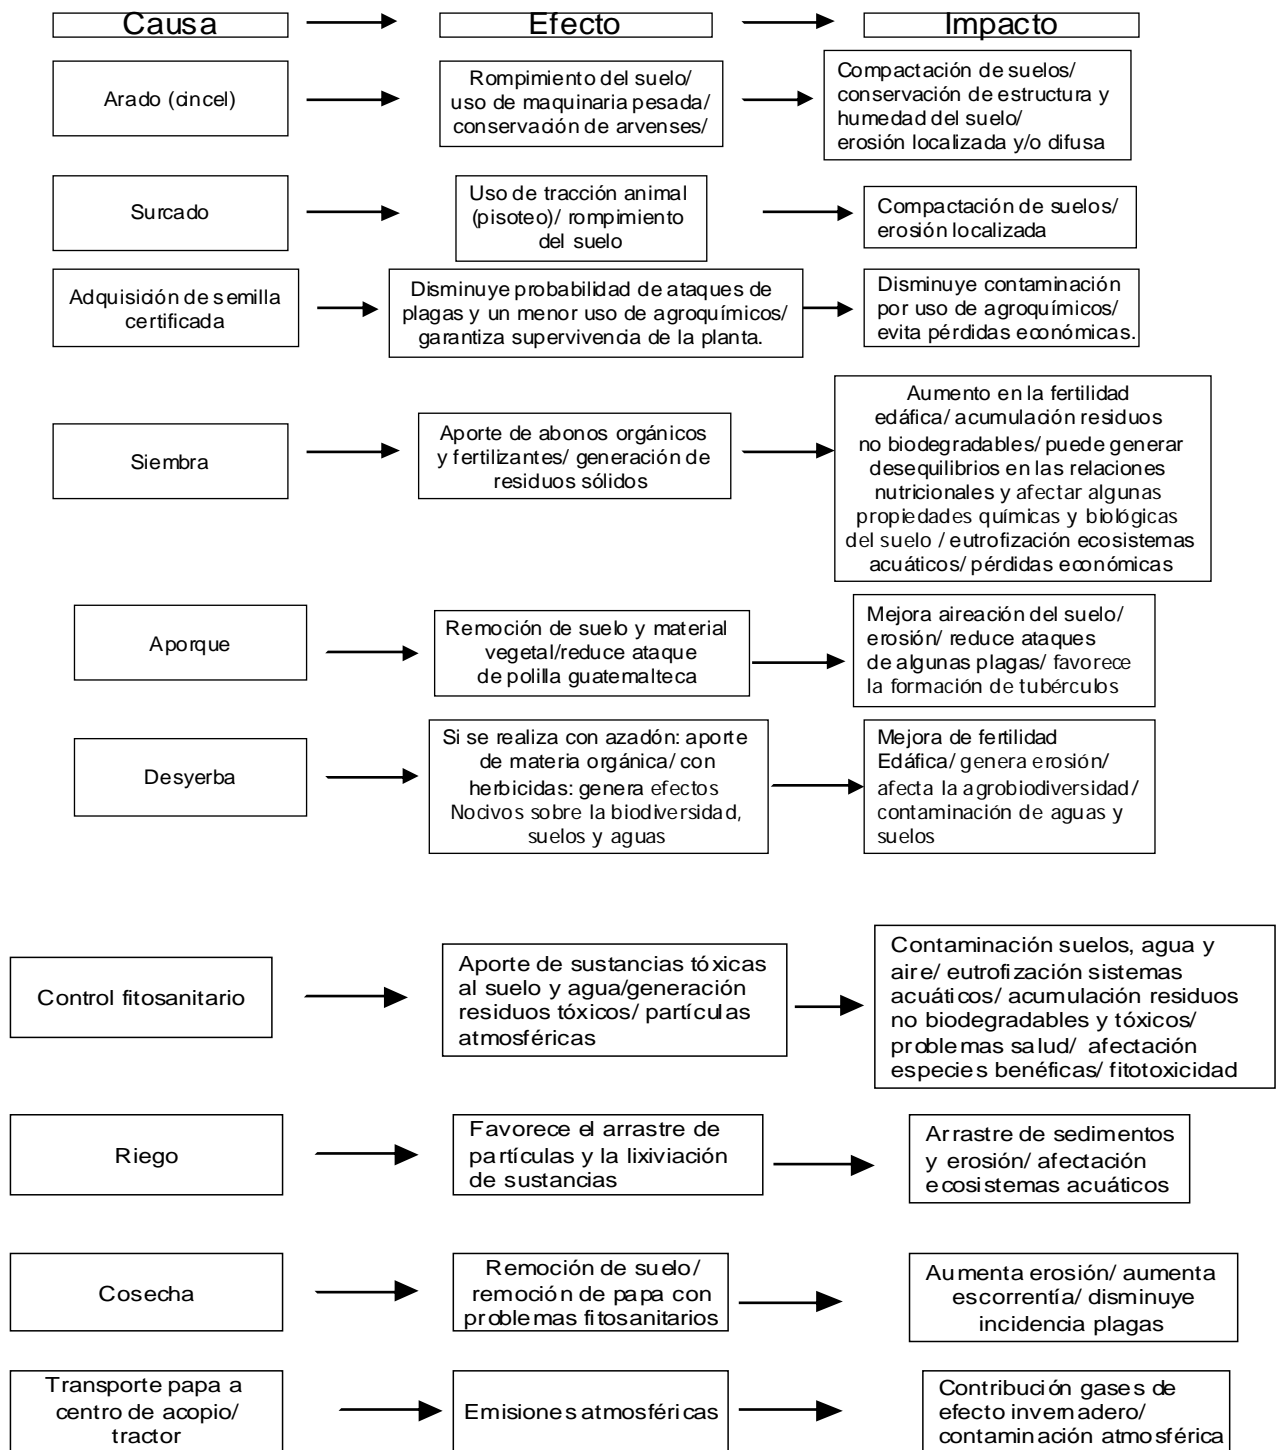 Causa
Efecto
Impacto
Arado (cincel)
Rompimiento del suelo/
uso de maquinaria pesada/
conservación de arvenses/
Compactación de suelos/
conservación de estructura y
humedad del suelo/
erosión localizada y/o difusa
Surcado
Uso de tracción animal
(pisoteo)/ rompimiento
del suelo
Compactación de suelos/
erosión localizada
Adquisición de semilla
certificada
Disminuye probabilidad de ataques de
plagas y un menor uso de agroquímicos/
garantiza supervivencia de la planta.
Disminuye contaminación
por uso de agroquímicos/
evita pérdidas económicas.
Siembra
Aporte de abonos orgánicos
y fertilizantes/ generación de
residuos sólidos
Aumento en la fertilidad
edáfica/ acumulación residuos
no biodegradables/ puede generar
desequilibrios en las relaciones
nutricionales y afectar algunas
propiedades químicas y biológicas
del suelo / eutrofización ecosistemas
acuáticos/ pérdidas económicas
Aporque
Remoción de suelo y material
vegetal/reduce ataque
de polilla guatemalteca
Mejora aireación del suelo/
erosión/ reduce ataques
de algunas plagas/ favorece
la formación de tubérculos
Desyerba
Si se realiza con azadón: aporte
de materia orgánica/ con
herbicidas: genera efectos
Nocivos sobre la biodiversidad,
suelos y aguas
Mejora de fertilidad
Edáfica/ genera erosión/
afecta la agrobiodiversidad/
contaminación de aguas y
suelos
Control fitosanitario
Aporte de sustancias tóxicas
al suelo y agua/generación
residuos tóxicos/ partículas
atmosféricas
Contaminación suelos, agua y
aire/ eutrofización sistemas
acuáticos/ acumulación residuos
no biodegradables y tóxicos/
problemas salud/ afectación
especies benéficas/ fitotoxicidad
Riego
Favorece el arrastre de
partículas y la lixiviación
de sustancias
Arrastre de sedimentos
y erosión/ afectación
ecosistemas acuáticos
Cosecha
Remoción de suelo/
remoción de papa con
problemas fitosanitarios
Aumenta erosión/ aumenta
escorrentía/ disminuye
incidencia plagas
Transporte papa a
centro de acopio/
tractor
Emisiones atmosféricas
Contribución gases de
efecto invernadero/
contaminación atmosférica